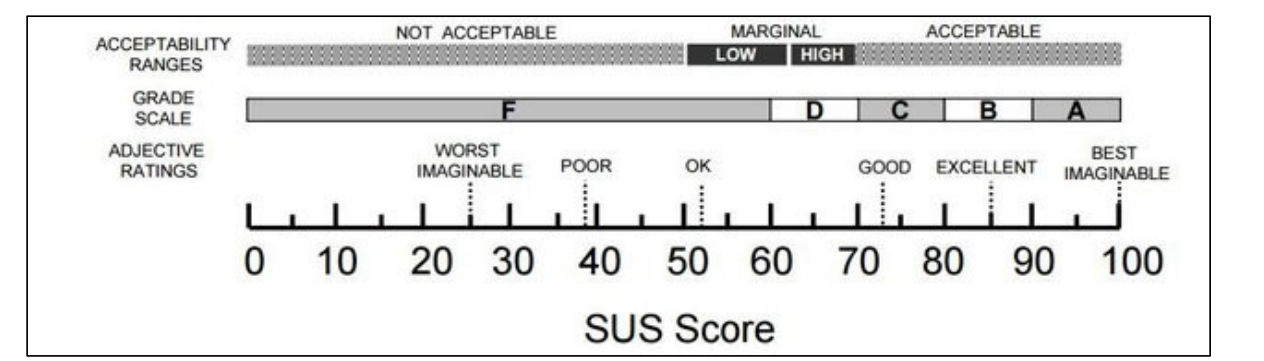 NOT ACCEPTABLE MARGINAL ACCEPTABLE
ACCEPTABILITY
RANGES
LOW HIGH
GRADE
SCALE
F D C B A
ADJECTIVE
RATINGS
WORST
IMAGINABLE
POOR
OK
GOOD
EXCELLENT
BEST
IMAGINABLE
0 10 20 30 40 50 60 70 80 90 100
SUS Score